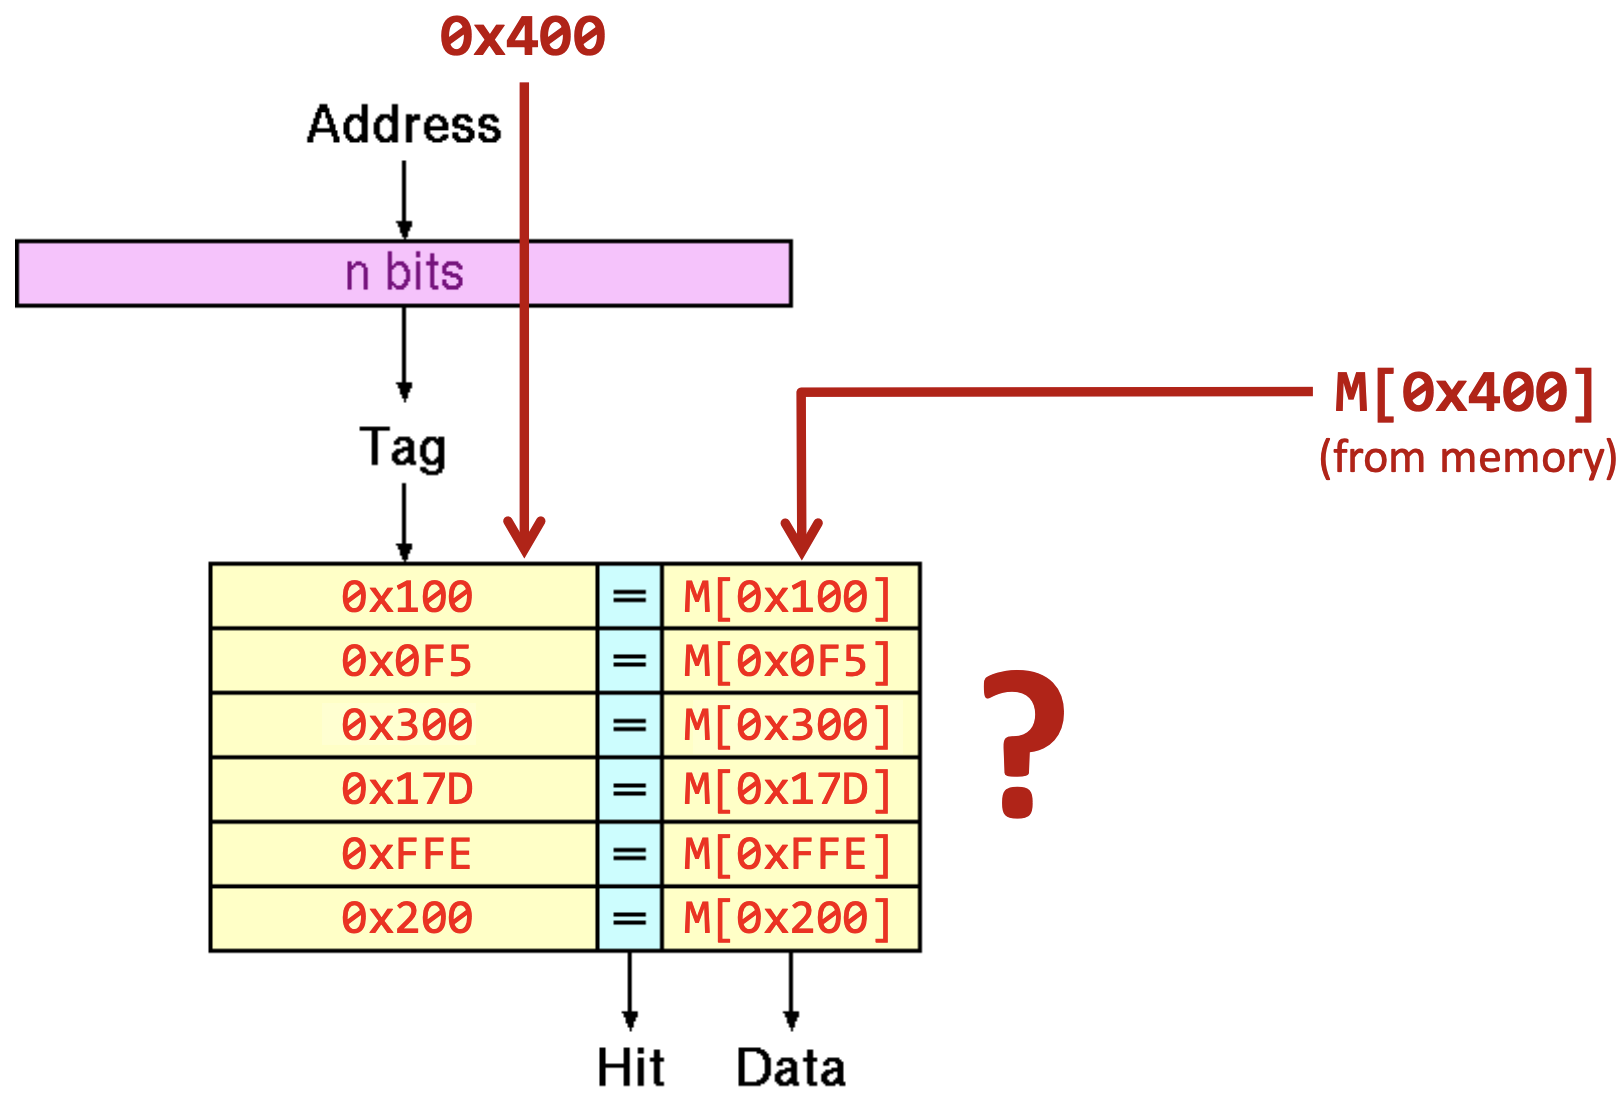 0x400
Address
n bits
M[0x400]
(from memory)
Tag
0x100 = M[0x100]
0x0F5 = M[0x0F5]
0x300 = M[0x300]
0x17D = M[0x17D]
0xFFE = M[0xFFE]
0x200 = M[0x200]
?
Hit Data